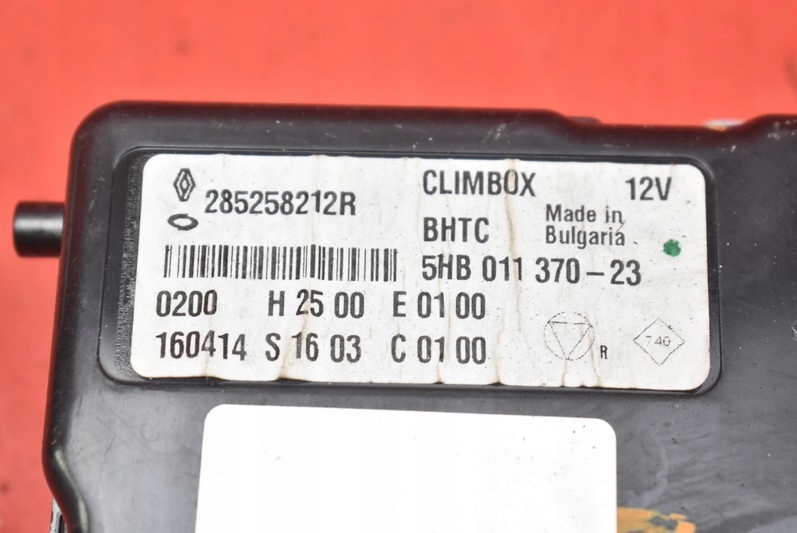 285258212R
CLIMBOX 12V
BHTC
Made in
Bulgaria
5HB 011 370-23
0200 H 25 00 E 01 00
160414 S 16 03 C 01 00
R
740